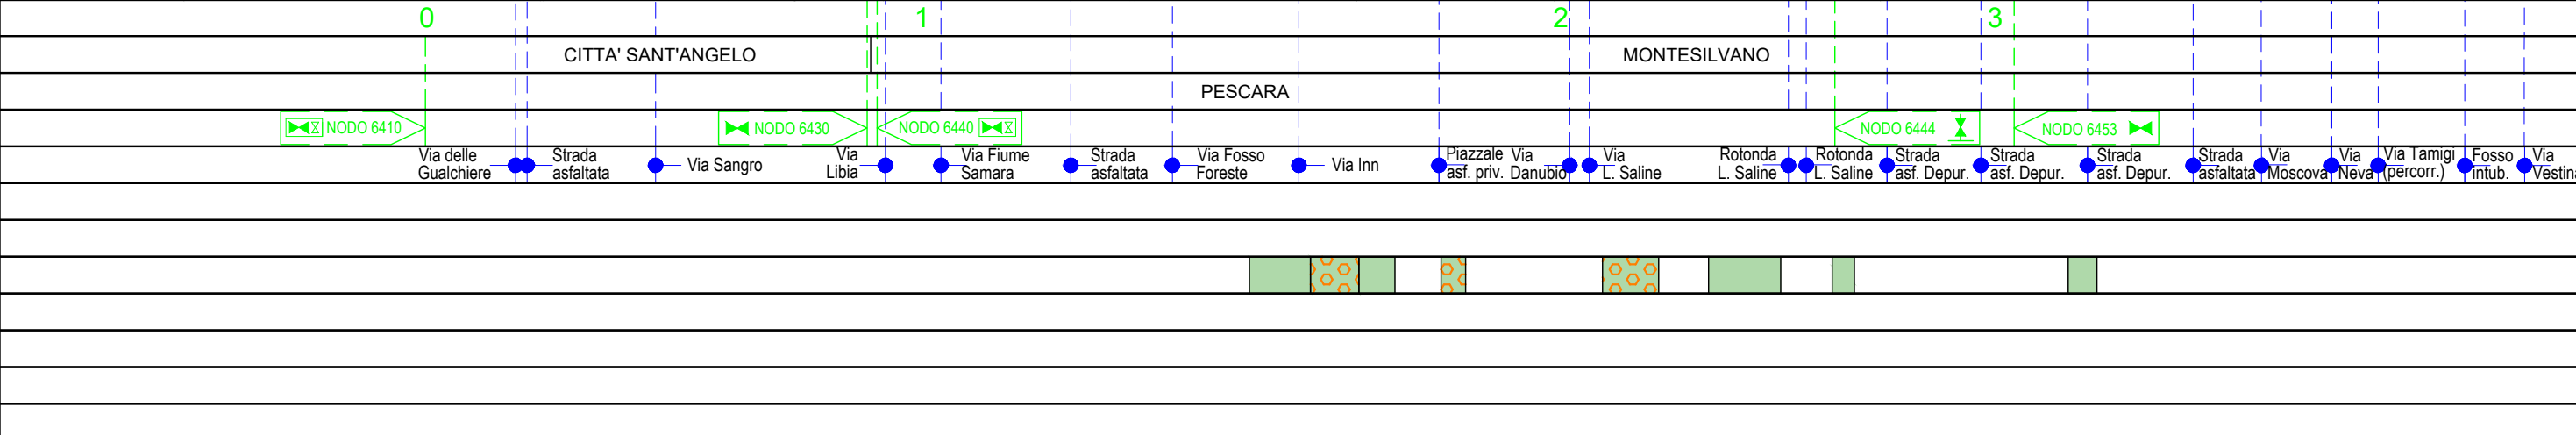 0 1 2 3
CITTA' SANT'ANGELO MONTESILVANO
PESCARA
NODO 6410 NODO 6430 NODO 6440 NODO 6444 NODO 6453
Via delle
Gualchiere
Strada
asfaltata
Via Sangro
Via
Libia
Via Fiume
Samara
Strada
asfaltata
Via Fosso
Foreste
Via Inn
Piazzale
asf. priv.
Via
Danubio
Via
L. Saline
Rotonda
L. Saline
Rotonda
L. Saline
Strada
asf. Depur.
Strada
asf. Depur.
Strada
asf. Depur.
Strada
asfaltata
Via
Moscova
Via
Neva
Via Tamigi
(percorr.)
Fosso
intub.
Via
Vestina